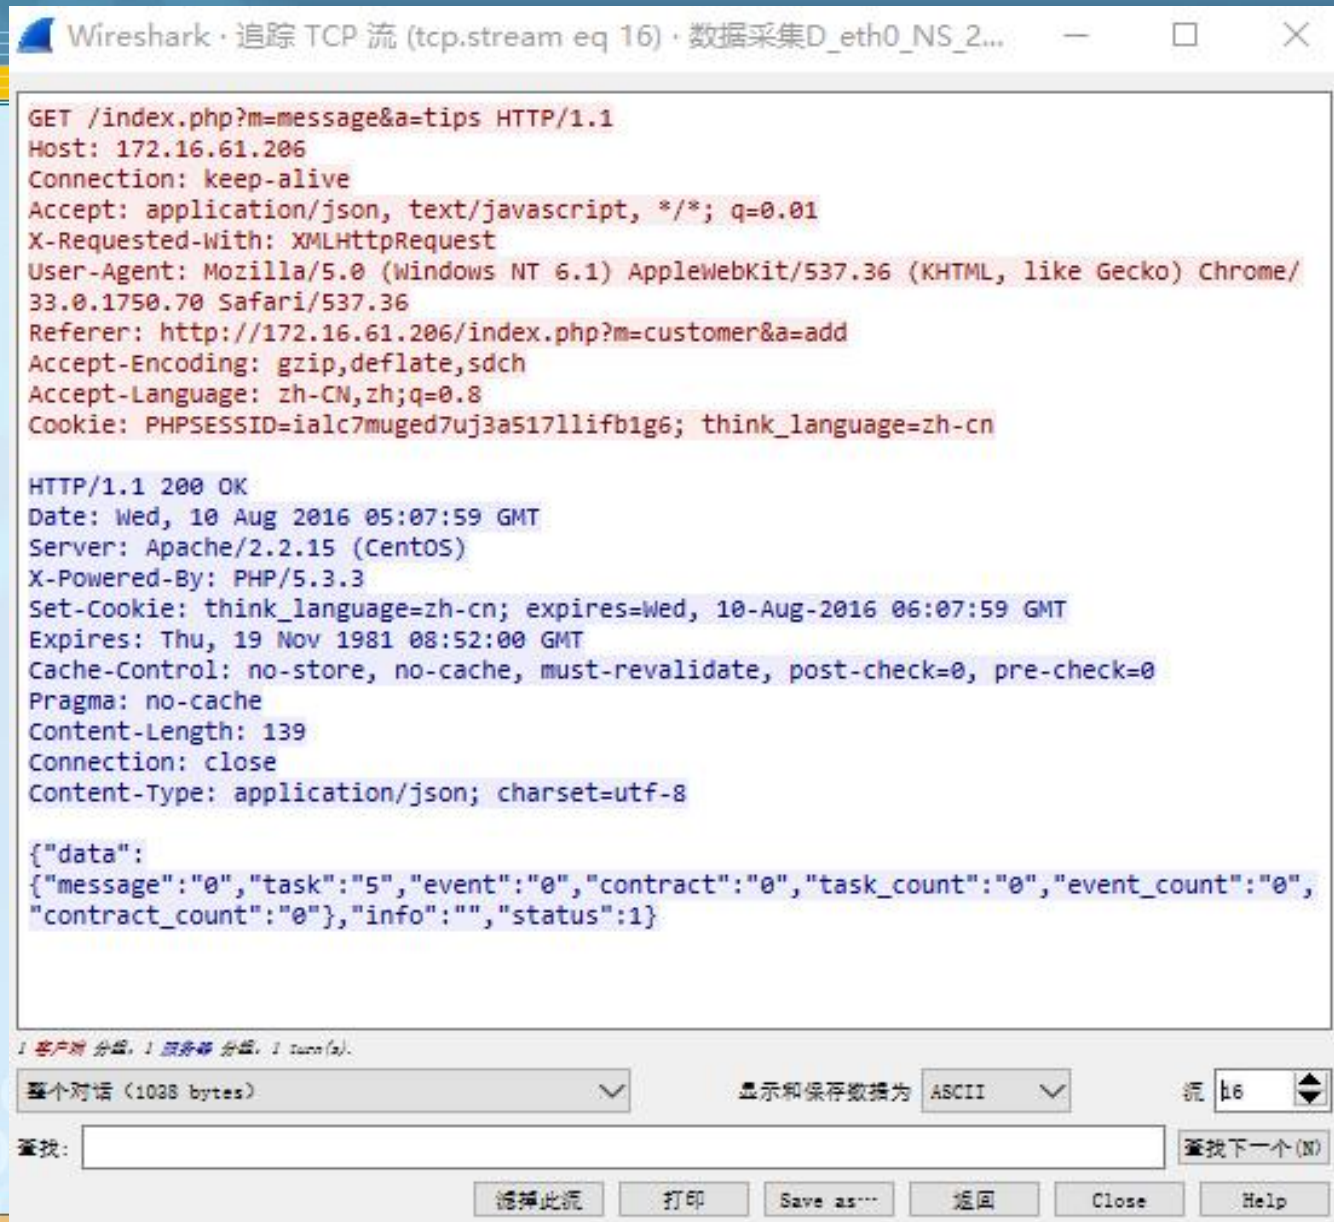 Wireshark · 追踪 TCP 流 (tcp.stream eq 16) · 数据采集D_eth0_NS_2...
GET /index.php?m=message&a=tips HTTP/1.1
Host: 172.16.61.206
Connection: keep-alive
Accept: application/json, text/javascript, */*; q=0.01
X-Requested-With: XMLHttpRequest
User-Agent: Mozilla/5.0 (Windows NT 6.1) AppleWebKit/537.36 (KHTML, like Gecko) Chrome/
33.0.1750.70 Safari/537.36
Referer: http://172.16.61.206/index.php?m=customer&a=add
Accept-Encoding: gzip,deflate,sdch
Accept-Language: zh-CN,zh;q=0.8
Cookie: PHPSESSID=ialc7muged7uj3a517llifb1g6; think_language=zh-cn
HTTP/1.1 200 OK
Date: Wed, 10 Aug 2016 05:07:59 GMT
Server: Apache/2.2.15 (CentOS)
X-Powered-By: PHP/5.3.3
Set-Cookie: think_language=zh-cn; expires=Wed, 10-Aug-2016 06:07:59 GMT
Expires: Thu, 19 Nov 1981 08:52:00 GMT
Cache-Control: no-store, no-cache, must-revalidate, post-check=0, pre-check=0
Pragma: no-cache
Content-Length: 139
Connection: close
Content-Type: application/json; charset=utf-8
{"data":
{"message":"0","task":"5","event":"0","contract":"0","task_count":"0","event_count":"0",
"contract_count":"0"},"info":"","status":1}
1 客户端 分组, 1 服务器 分组, 1 turn(s).
整个对话 (1038 bytes) 显示和保存数据为 ASCII 流 16
查找: 查找下一个(N)
滤掉此流 打印 Save as… 返回 Close Help